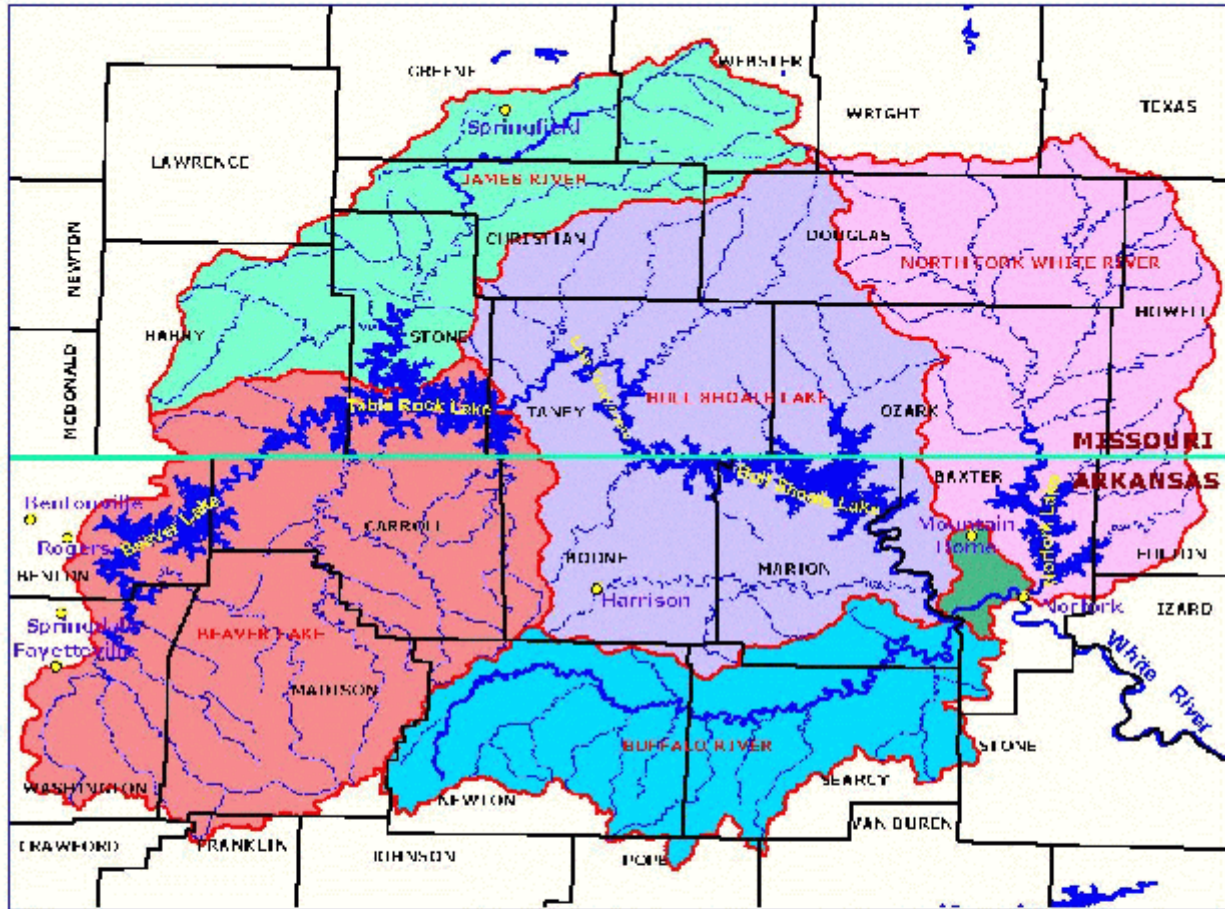 WEBSTER
GREENE
TEXAS
WRIGHT
Springfield
LAWRENCE
JAMES RIVER
CHRISTIAN
DOUGLAS
NEWTON
NORTH FORK WHITE RIVER
HOWELL
BARRY
STONE
MCDONALD
BULL SHOALS LAKE
Table Rock Lake
TANEY
OZARK
MISSOURI
BAXTER
ARKANSAS
Bentonville
Beaver Lake
Bull Shoals Lake
Norfork Lake
CARROLL
Mountain
Home
Rogers
BOONE
FULTON
MARION
BENTON
Harrison
Norfork
IZARD
BEAVER LAKE
Fayetteville
White River
MADISON
BUFFALO RIVER
STONE
SEARCY
WASHINGTON
NEWTON
VAN BUREN
CRAWFORD
FRANKLIN
JOHNSON
POPE